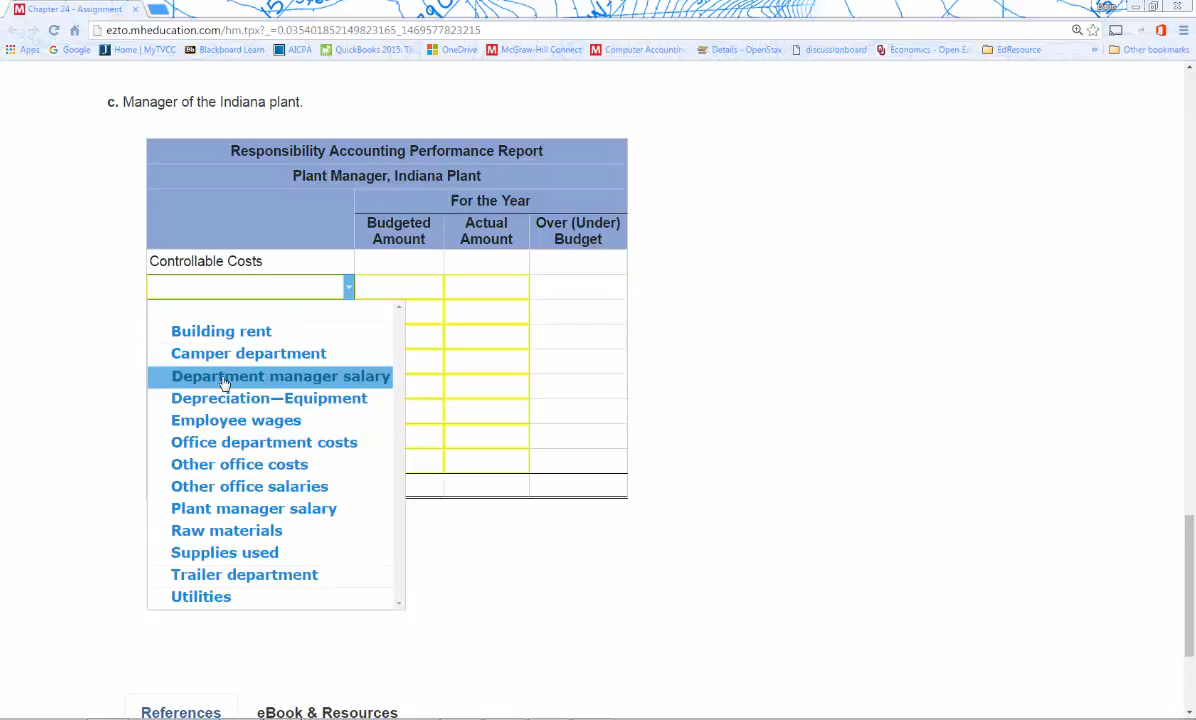 Chapter 24 - Assignment
ezto.mheducation.com/hm.tpx?_=0.035401852149823165_1469577823215
Apps Google Home | MyTVCC Blackboard Learn AICPA QuickBooks 2015: Th OneDrive McGraw-Hill Connect Computer Accountin Details - OpenStax discussionboard Economics - Open E EdResource » Other bookmarks
c. Manager of the Indiana plant.
Responsibility Accounting Performance Report
Plant Manager, Indiana Plant
For the Year
Budgeted Amount
Actual Amount
Over (Under) Budget
Controllable Costs
Building rent
Camper department
Department manager salary
Depreciation—Equipment
Employee wages
Office department costs
Other office costs
Other office salaries
Plant manager salary
Raw materials
Supplies used
Trailer department
Utilities
References eBook & Resources